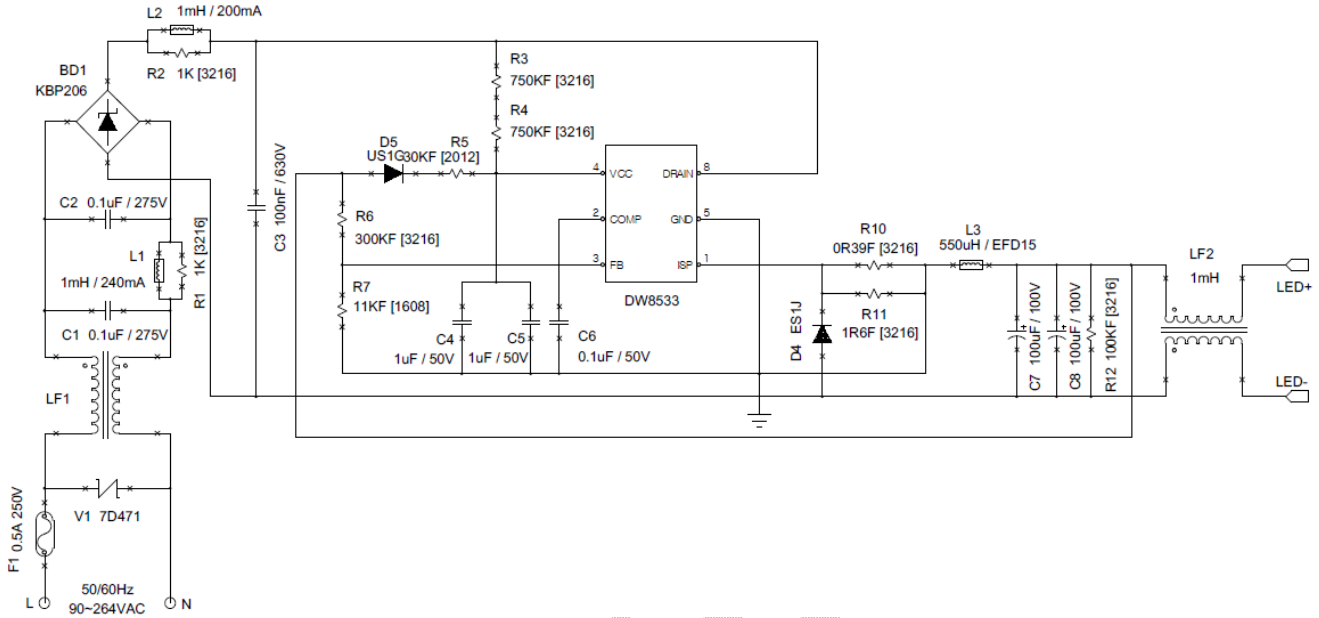 L2 1mH / 200mA
R2 1K [3216]
BD1
KBP206
R3
750KF [3216]
R4
750KF [3216]
D5
US1G
R5
30KF [2012]
C2 0.1uF / 275V
L1
1mH / 240mA
R1 1K [3216]
C1 0.1uF / 275V
C3 100nF / 630V
R6
300KF [3216]
R7
11KF [1608]
4 VCC DRAIN 8
2 COMP GND 5
3 FB ISP 1
DW8533
C4
1uF / 50V
C5
1uF / 50V
C6
0.1uF / 50V
R10
0R39F [3216]
R11
1R6F [3216]
D4 ES1J
L3
550uH / EFD15
C7 100uF / 100V
C8 100uF / 100V
R12 100KF [3216]
LF2
1mH
LED+
LED-
LF1
V1 7D471
F1 0.5A 250V
50/60Hz
L N
90~264VAC